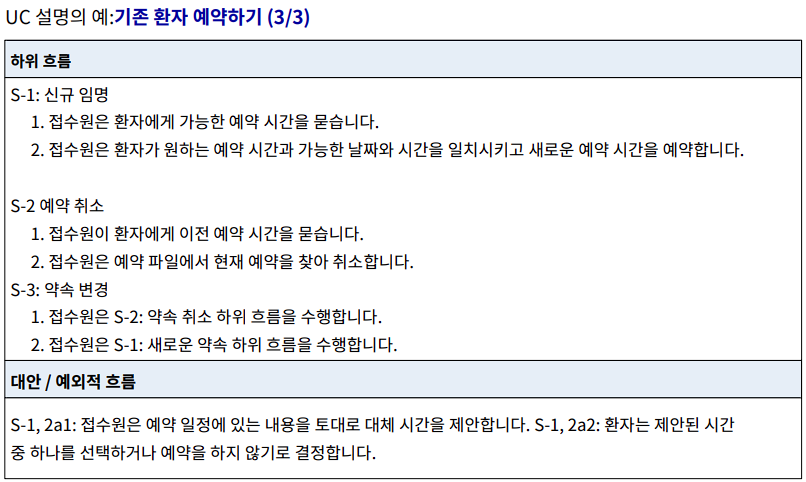 UC 설명의 예:기존 환자 예약하기 (3/3)
하위 흐름
S-1: 신규 임명
1. 접수원은 환자에게 가능한 예약 시간을 묻습니다.
2. 접수원은 환자가 원하는 예약 시간과 가능한 날짜와 시간을 일치시키고 새로운 예약 시간을 예약합니다.
S-2 예약 취소
1. 접수원이 환자에게 이전 예약 시간을 묻습니다.
2. 접수원은 예약 파일에서 현재 예약을 찾아 취소합니다.
S-3: 약속 변경
1. 접수원은 S-2: 약속 취소 하위 흐름을 수행합니다.
2. 접수원은 S-1: 새로운 약속 하위 흐름을 수행합니다.
대안 / 예외적 흐름
S-1, 2a1: 접수원은 예약 일정에 있는 내용을 토대로 대체 시간을 제안합니다. S-1, 2a2: 환자는 제안된 시간
중 하나를 선택하거나 예약을 하지 않기로 결정합니다.